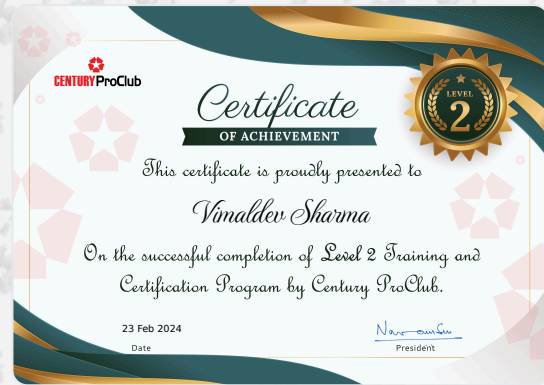 CENTURY ProClub
LEVEL
2
Certificate
OF ACHIEVEMENT
This certificate is proudly presented to
Vimaldev Sharma
On the successful completion of Level 2 Training and
Certification Program by Century ProClub.
23 Feb 2024
Date
President